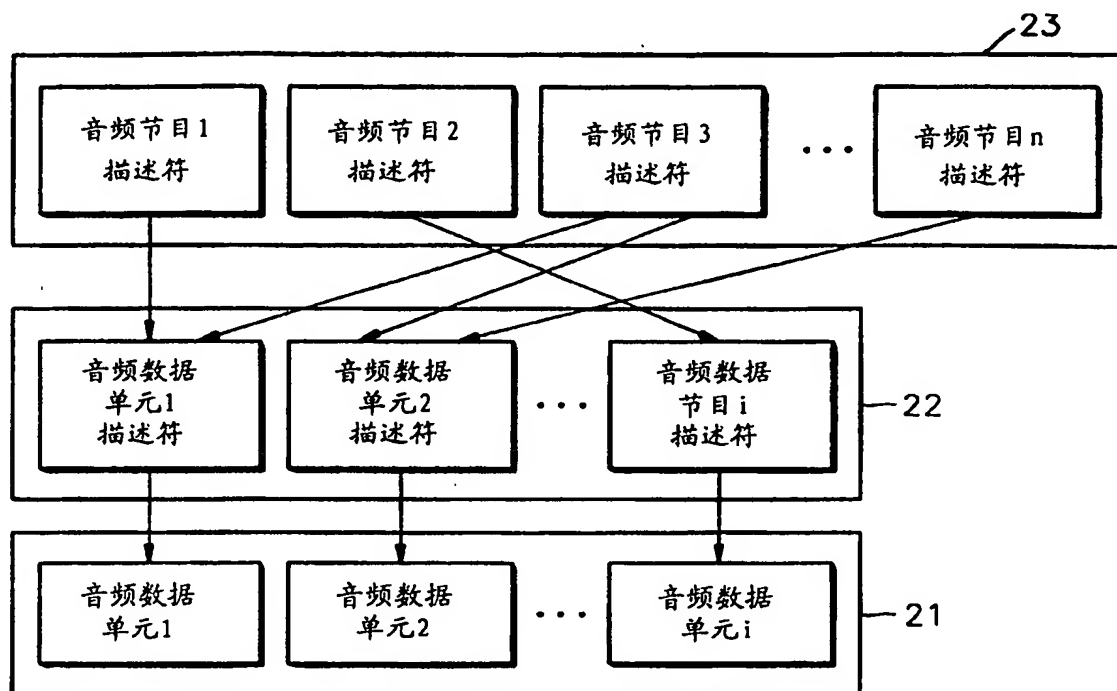 23
音频节目1
描述符
音频节目2
描述符
音频节目3
描述符
···
音频节目n
描述符
音频数据
单元1
描述符
音频数据
单元2
描述符
···
音频数据
节目i
描述符
22
音频数据
单元1
音频数据
单元2
···
音频数据
单元i
21